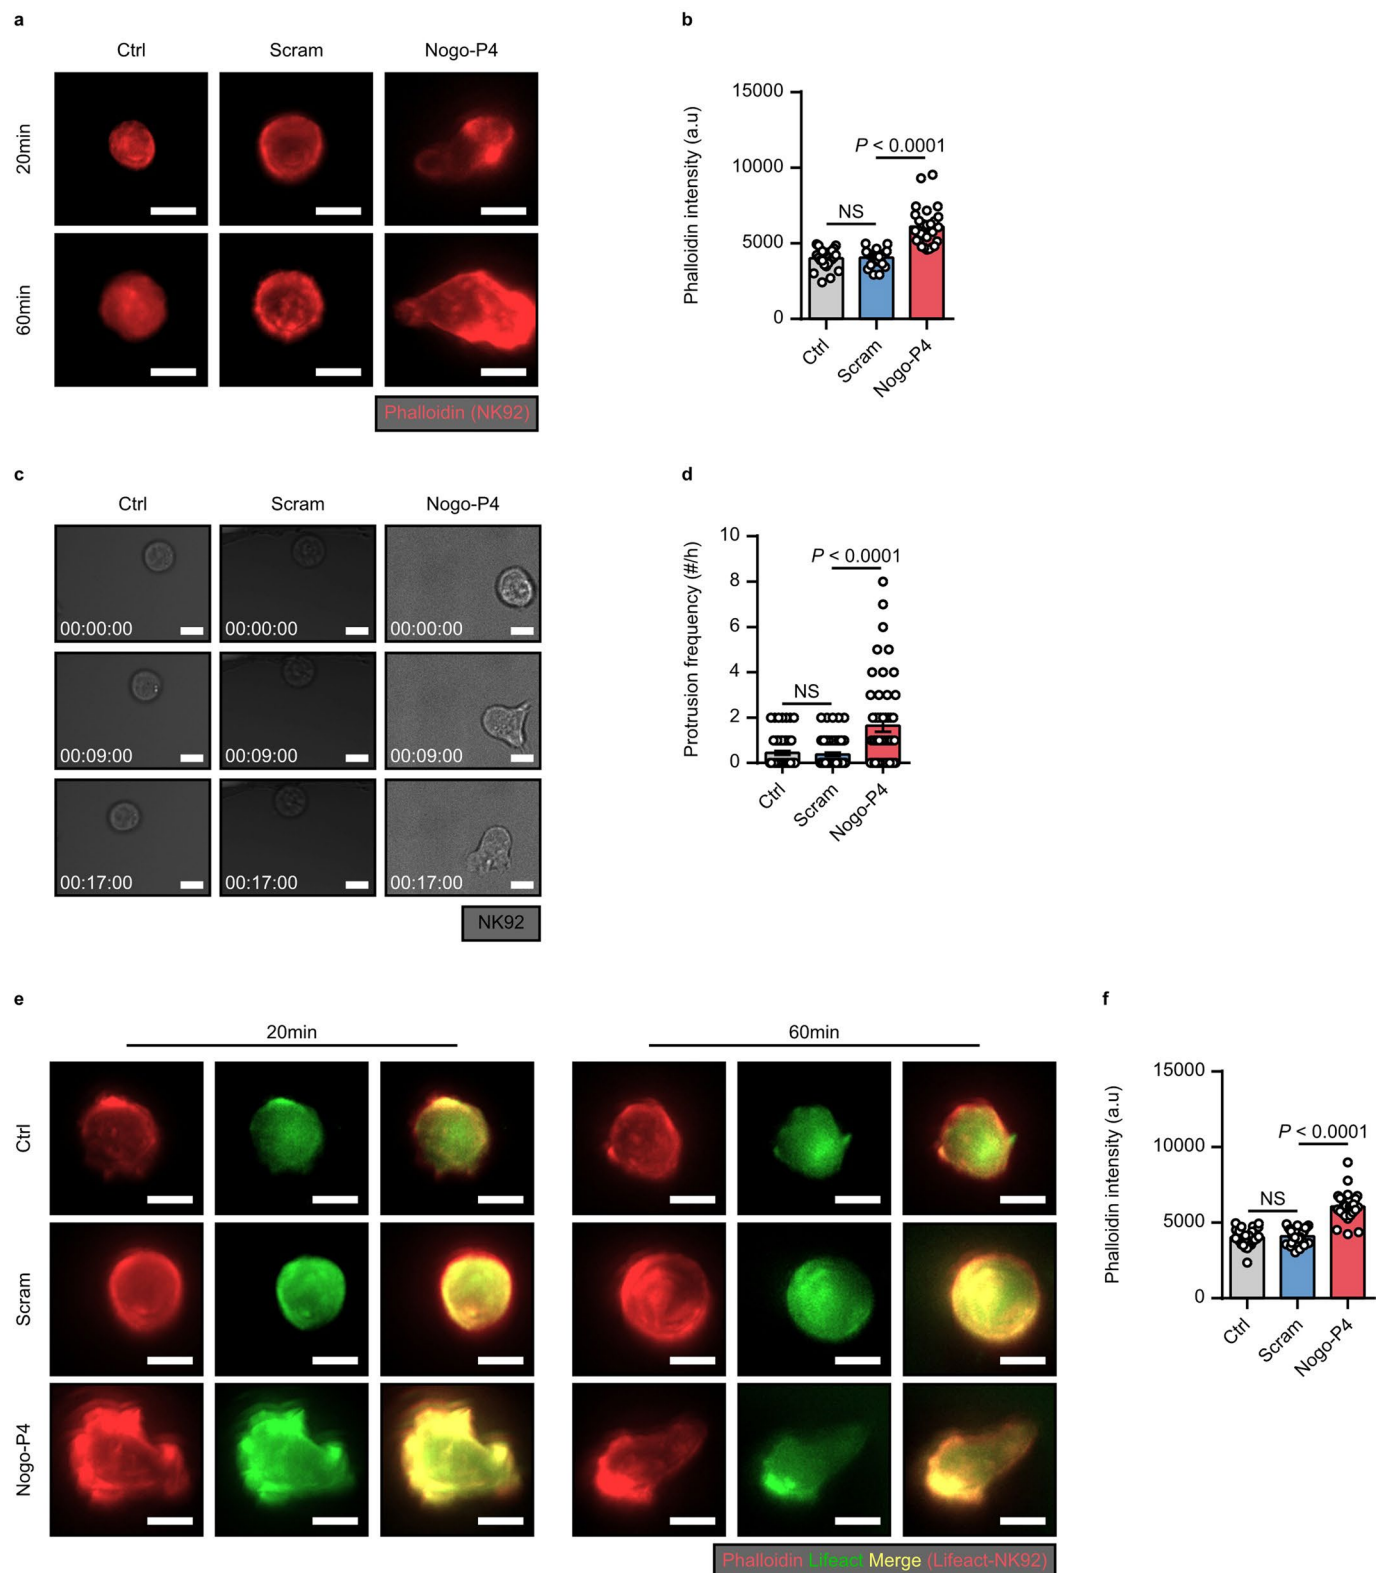 a
Ctrl
Scram
Nogo-P4
20min
60min
Phalloidin (NK92)
b
Phalloidin intensity (a.u)
15000
10000
5000
0
P < 0.0001
NS
Ctrl
Scram
Nogo-P4
c
Ctrl
Scram
Nogo-P4
00:00:00
00:00:00
00:00:00
00:09:00
00:09:00
00:09:00
00:17:00
00:17:00
00:17:00
NK92
d
Protrusion frequency (#/h)
10
8
6
4
2
0
P < 0.0001
NS
Ctrl
Scram
Nogo-P4
e
20min
60min
Ctrl
Scram
Nogo-P4
Phalloidin Lifeact Merge (Lifeact-NK92)
f
Phalloidin intensity (a.u)
15000
10000
5000
0
P < 0.0001
NS
Ctrl
Scram
Nogo-P4